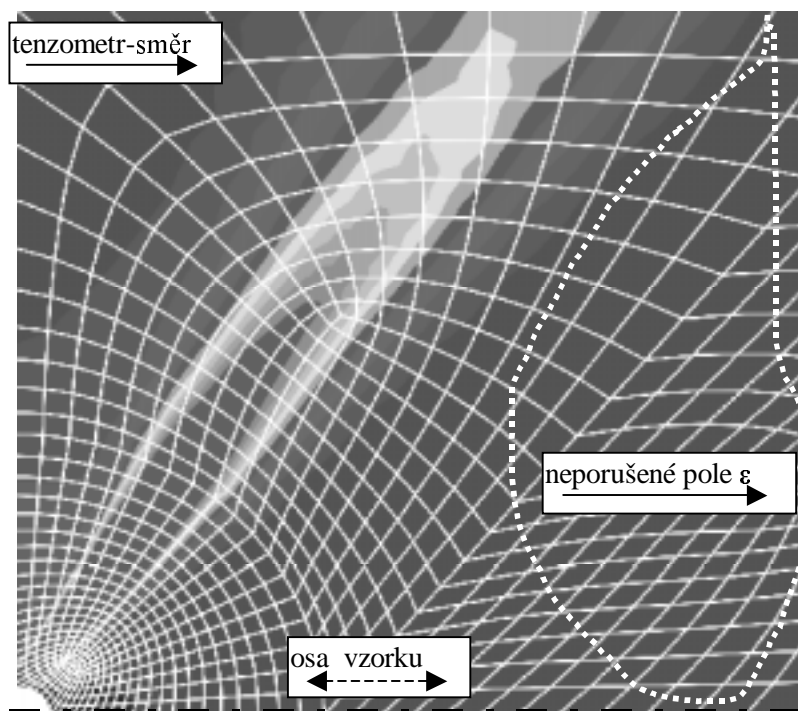 tenzometr-směr
neporušené pole ε
osa vzorku